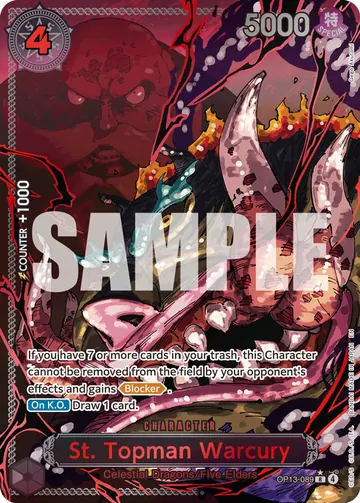 4
5000
特
SPECIAL
COUNTER +1000
SAMPLE
If you have 7 or more cards in your trash, this Character
cannot be removed from the field by your opponent's
effects and gains Blocker.
On K.O. Draw 1 card.
CHARACTER
St. Topman Warcury
Celestial Dragons/Five Elders
OP13-089 R 4